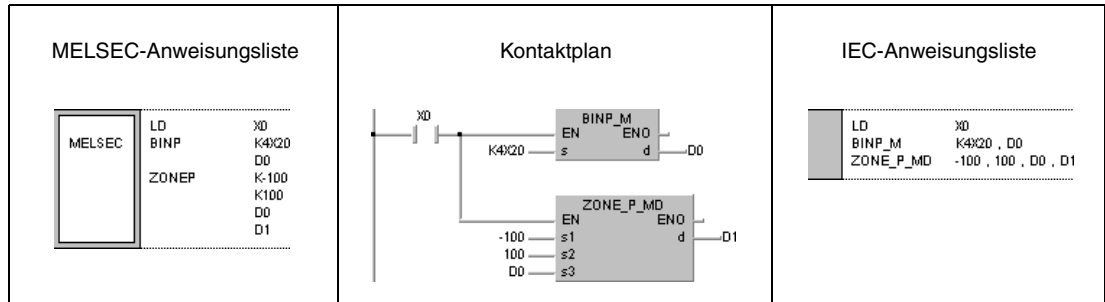 MELSEC-Anweisungsliste
MELSEC
LD X0
BINP K4X20
D0
ZONEP K-100
K100
D0
D1
Kontaktplan
X0
BINP_M
EN ENO
K4X20 s d D0
ZONE_P_MD
EN ENO
-100 s1 d D1
100 s2
D0 s3
IEC-Anweisungsliste
LD X0
BINP_M K4X20 , D0
ZONE_P_MD -100 , 100 , D0 , D1